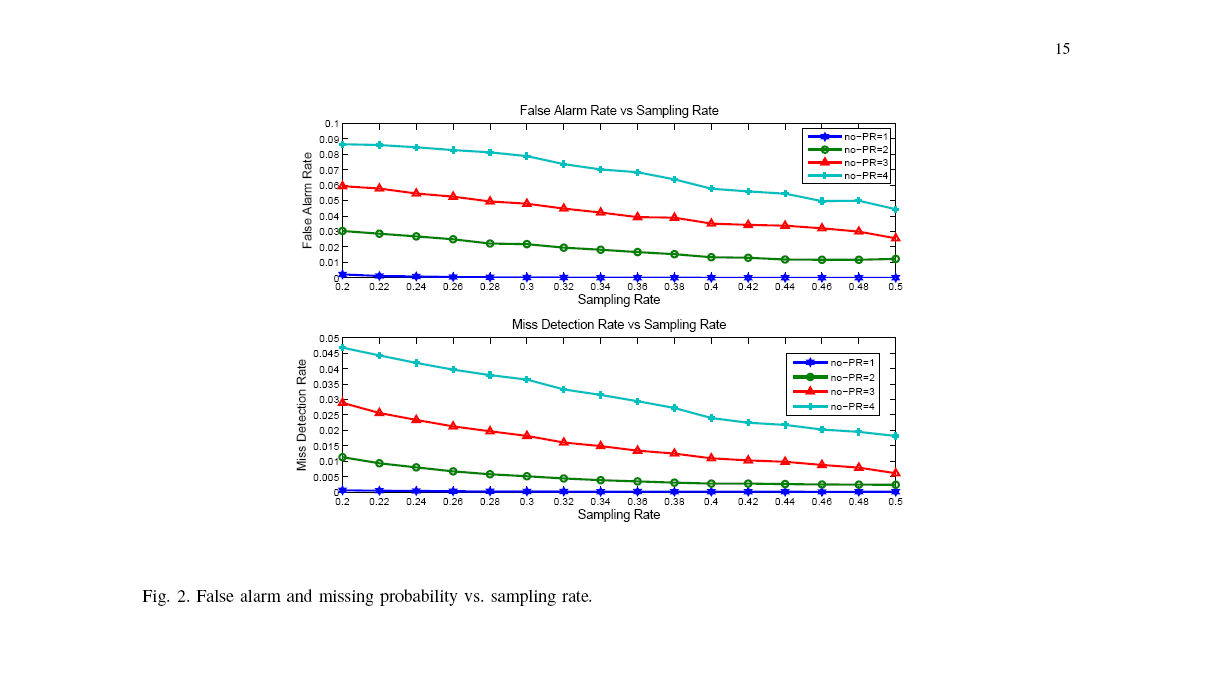 15
False Alarm Rate vs Sampling Rate
0.1
0.09
0.08
0.07
0.06
0.05
0.04
0.03
0.02
0.01
0
False Alarm Rate
no-PR=1
no-PR=2
no-PR=3
no-PR=4
0.2 0.22 0.24 0.26 0.28 0.3 0.32 0.34 0.36 0.38 0.4 0.42 0.44 0.46 0.48 0.5
Sampling Rate
Miss Detection Rate vs Sampling Rate
0.05
0.045
0.04
0.035
0.03
0.025
0.02
0.015
0.01
0.005
0
Miss Detection Rate
no-PR=1
no-PR=2
no-PR=3
no-PR=4
0.2 0.22 0.24 0.26 0.28 0.3 0.32 0.34 0.36 0.38 0.4 0.42 0.44 0.46 0.48 0.5
Sampling Rate
Fig. 2. False alarm and missing probability vs. sampling rate.